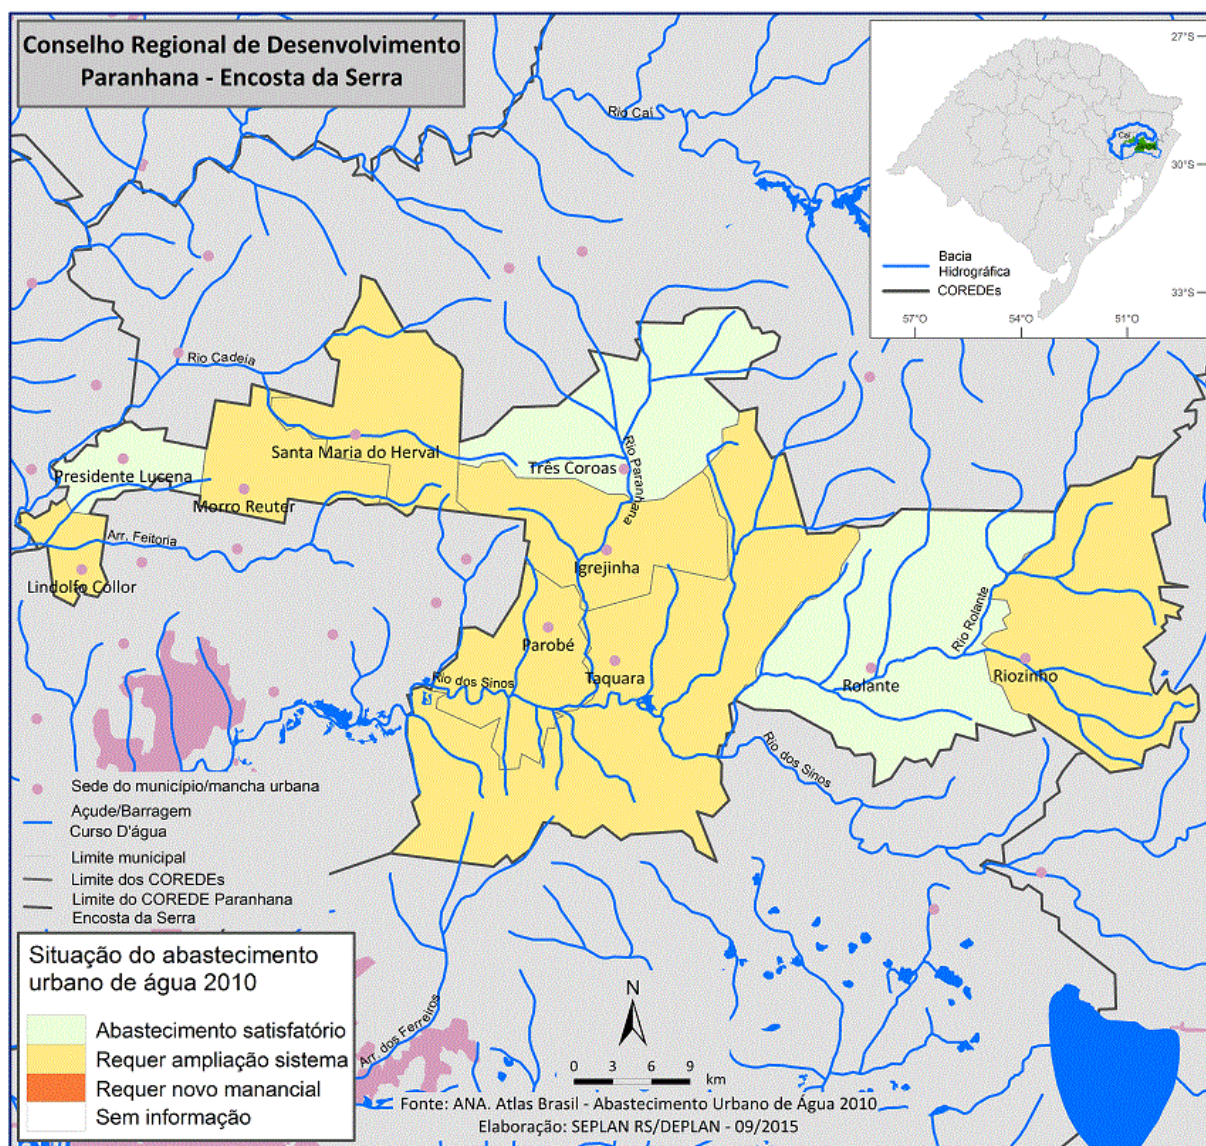 Conselho Regional de Desenvolvimento
Paranhana - Encosta da Serra
27°S
30°S
33°S
57°O
54°O
51°O
Caí
Bacia
Hidrográfica
COREDEs
Rio Caí
Rio Cadeia
Santa Maria do Herval
Presidente Lucena
Morro Reuter
Três Coroas
Rio Paranhana
Arr. Feitoria
Lindolfo Collor
Igrejinha
Parobé
Taquara
Rio dos Sinos
Rio Rolante
Rolante
Riozinho
Rio dos Sinos
Sede do município/mancha urbana
Açude/Barragem
Curso D'água
Limite municipal
Limite dos COREDEs
Limite do COREDE Paranhana
Encosta da Serra
Situação do abastecimento
urbano de água 2010
Abastecimento satisfatório
Requer ampliação sistema
Requer novo manancial
Sem informação
Arr. dos Ferreiros
N
0 3 6 9
km
Fonte: ANA. Atlas Brasil - Abastecimento Urbano de Água 2010
Elaboração: SEPLAN RS/DEPLAN - 09/2015